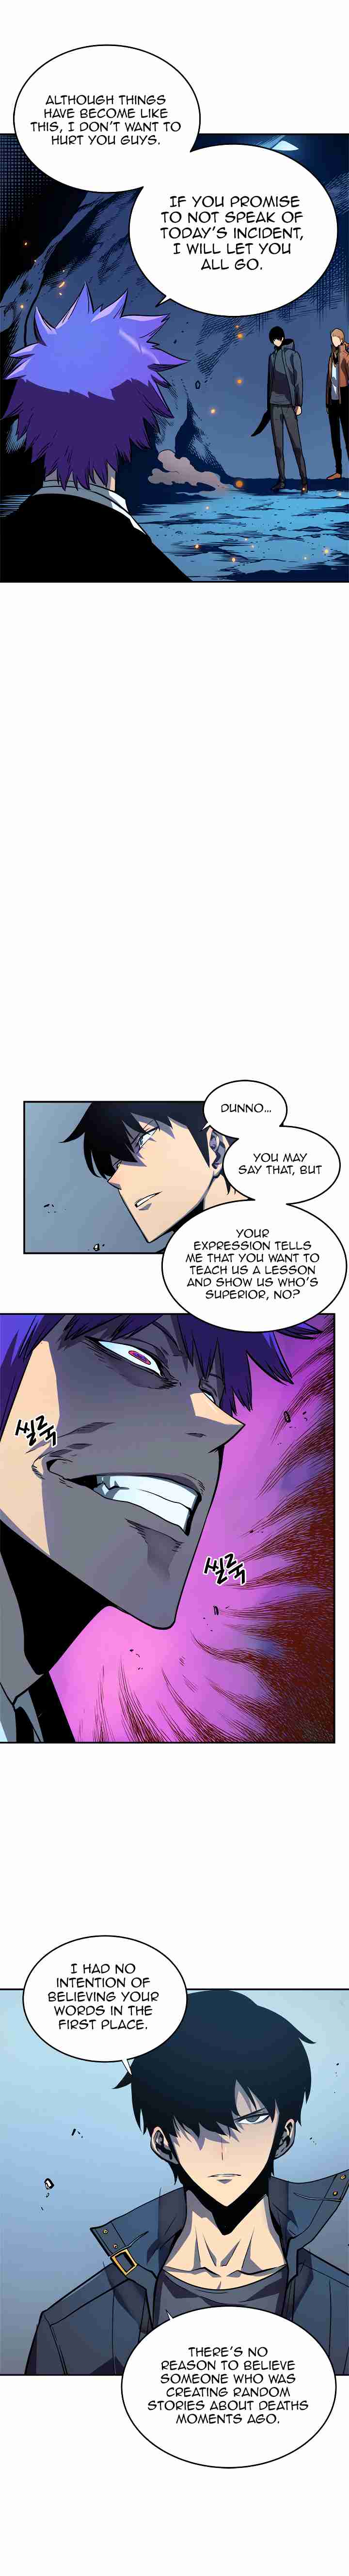 ALTHOUGH THINGS
HAVE BECOME LIKE
THIS, I DON'T WANT TO
HURT YOU GUYS.
IF YOU PROMISE
TO NOT SPEAK OF
TODAY'S INCIDENT,
I WILL LET YOU
ALL GO.
DUNNO...
YOU MAY
SAY THAT, BUT
YOUR
EXPRESSION TELLS
ME THAT YOU WANT TO
TEACH US A LESSON
AND SHOW US WHO'S
SUPERIOR, NO?
씰룩
씰룩
I HAD NO
INTENTION OF
BELIEVING YOUR
WORDS IN THE
FIRST PLACE.
THERE'S NO
REASON TO BELIEVE
SOMEONE WHO WAS
CREATING RANDOM
STORIES ABOUT DEATHS
MOMENTS AGO.